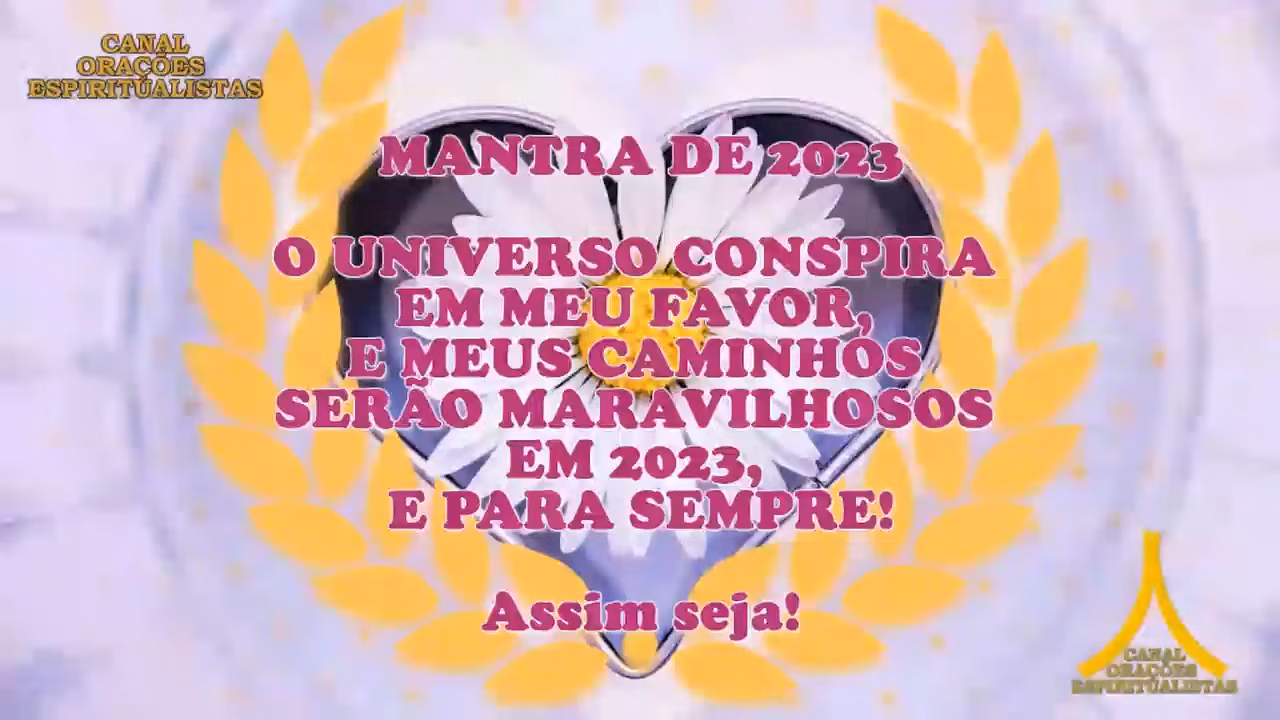 CANAL
ORAÇÕES
ESPIRITUALISTAS
MANTRA DE 2023
O UNIVERSO CONSPIRA
EM MEU FAVOR,
E MEUS CAMINHOS
SERÃO MARAVILHOSOS
EM 2023,
E PARA SEMPRE!
Assim seja!
CANAL
ORAÇÕES
ESPIRITUALISTAS